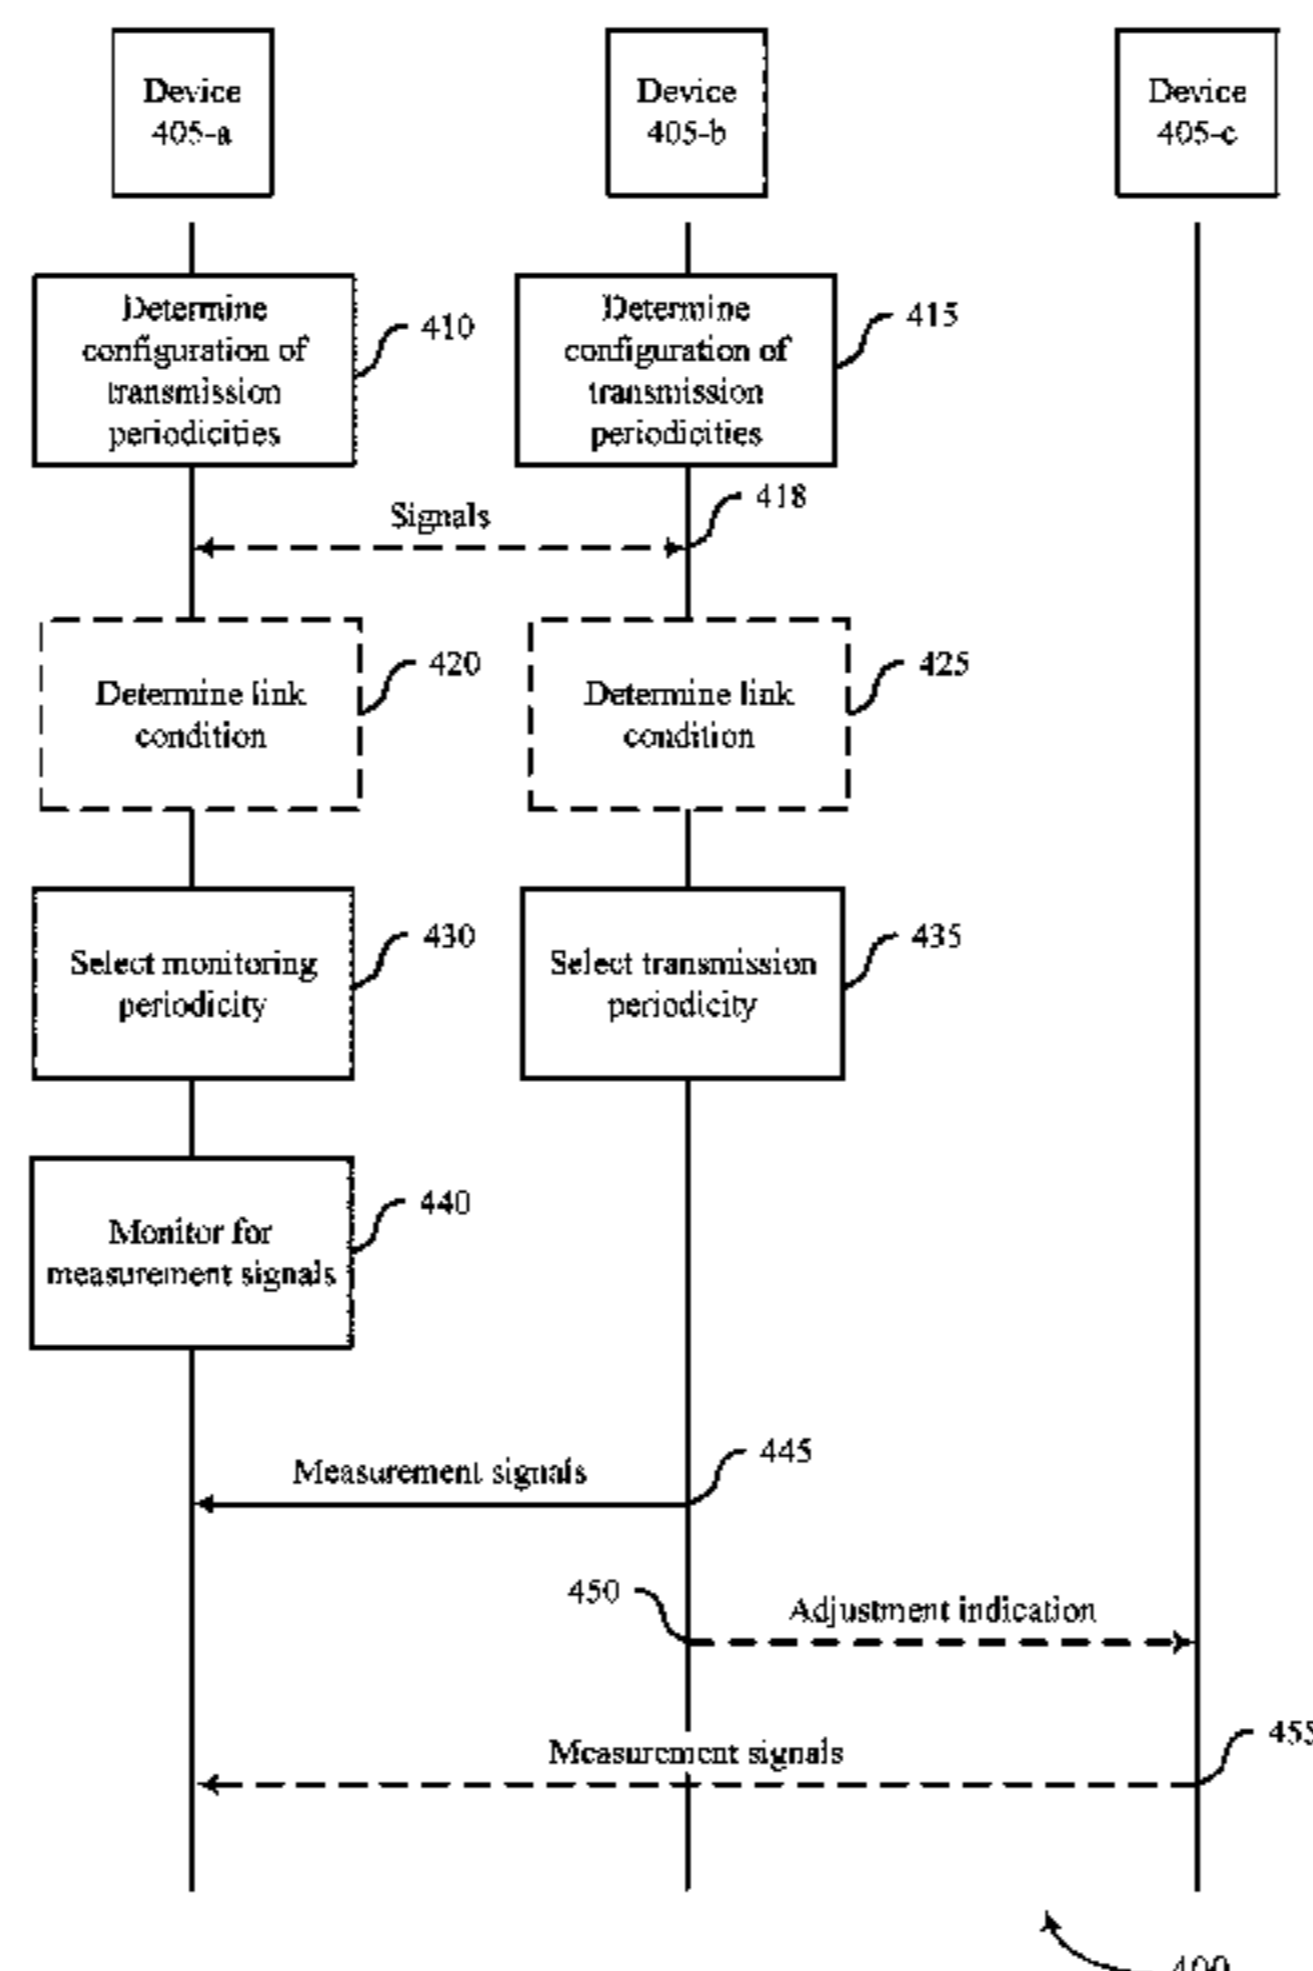 Device
405-a
Device
405-b
Device
405-c
Determine
configuration of
transmission
periodicities
410
Determine
configuration of
transmission
periodicities
415
Signals
418
Determine link
condition
420
Determine link
condition
425
Select monitoring
periodicity
430
Select transmission
periodicity
435
Monitor for
measurement signals
440
Measurement signals
445
450
Adjustment indication
Measurement signals
455
400